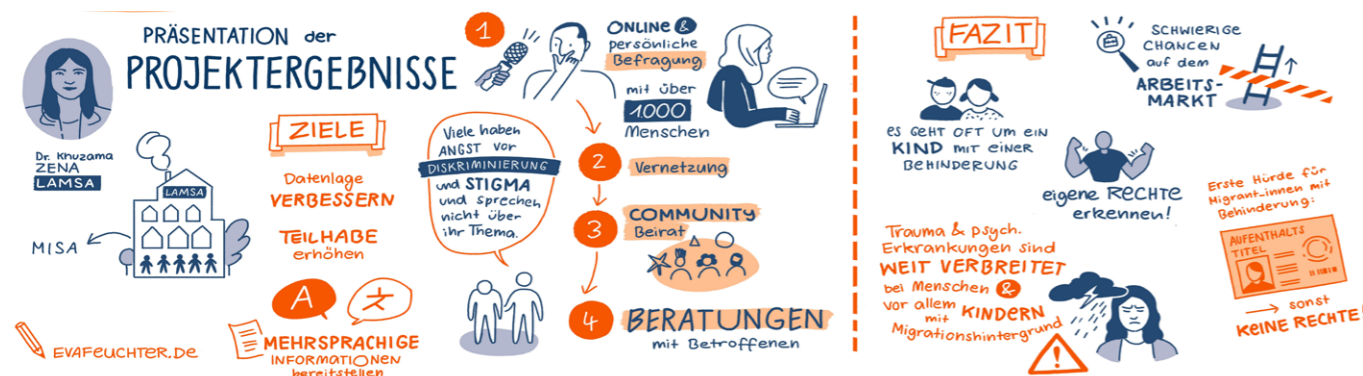 PRÄSENTATION der
PROJEKTERGEBNISSE
Dr. Khuzama
ZENA
LAMSA
LAMSA
MISA
EVAFEUCHTER.DE
ZIELE
Datenlage
VERBESSERN
TEILHABE
erhöhen
A 文
MEHRSPRACHIGE
INFORMATIONEN
bereitstellen
Viele haben
ANGST vor
DISKRIMINIERUNG
und STIGMA
und sprechen
nicht über
ihr Thema.
1
ONLINE &
persönliche
Befragung
mit über
1.000
Menschen
2
Vernetzung
3
COMMUNITY
Beirat
4
BERATUNGEN
mit Betroffenen
FAZIT
ES GEHT OFT UM EIN
KIND MIT EINER
BEHINDERUNG
SCHWIERIGE
CHANCEN
auf dem
ARBEITS-
MARKT
eigene RECHTE
erkennen!
Trauma & psych.
Erkrankungen sind
WEIT VERBREITET
bei Menschen &
vor allem KINDERN
mit
Migrationshintergrund
!
Erste Hürde für
Migrant-innen mit
Behinderung:
AUFENTHALTS
TITEL
→ sonst
KEINE RECHTE!